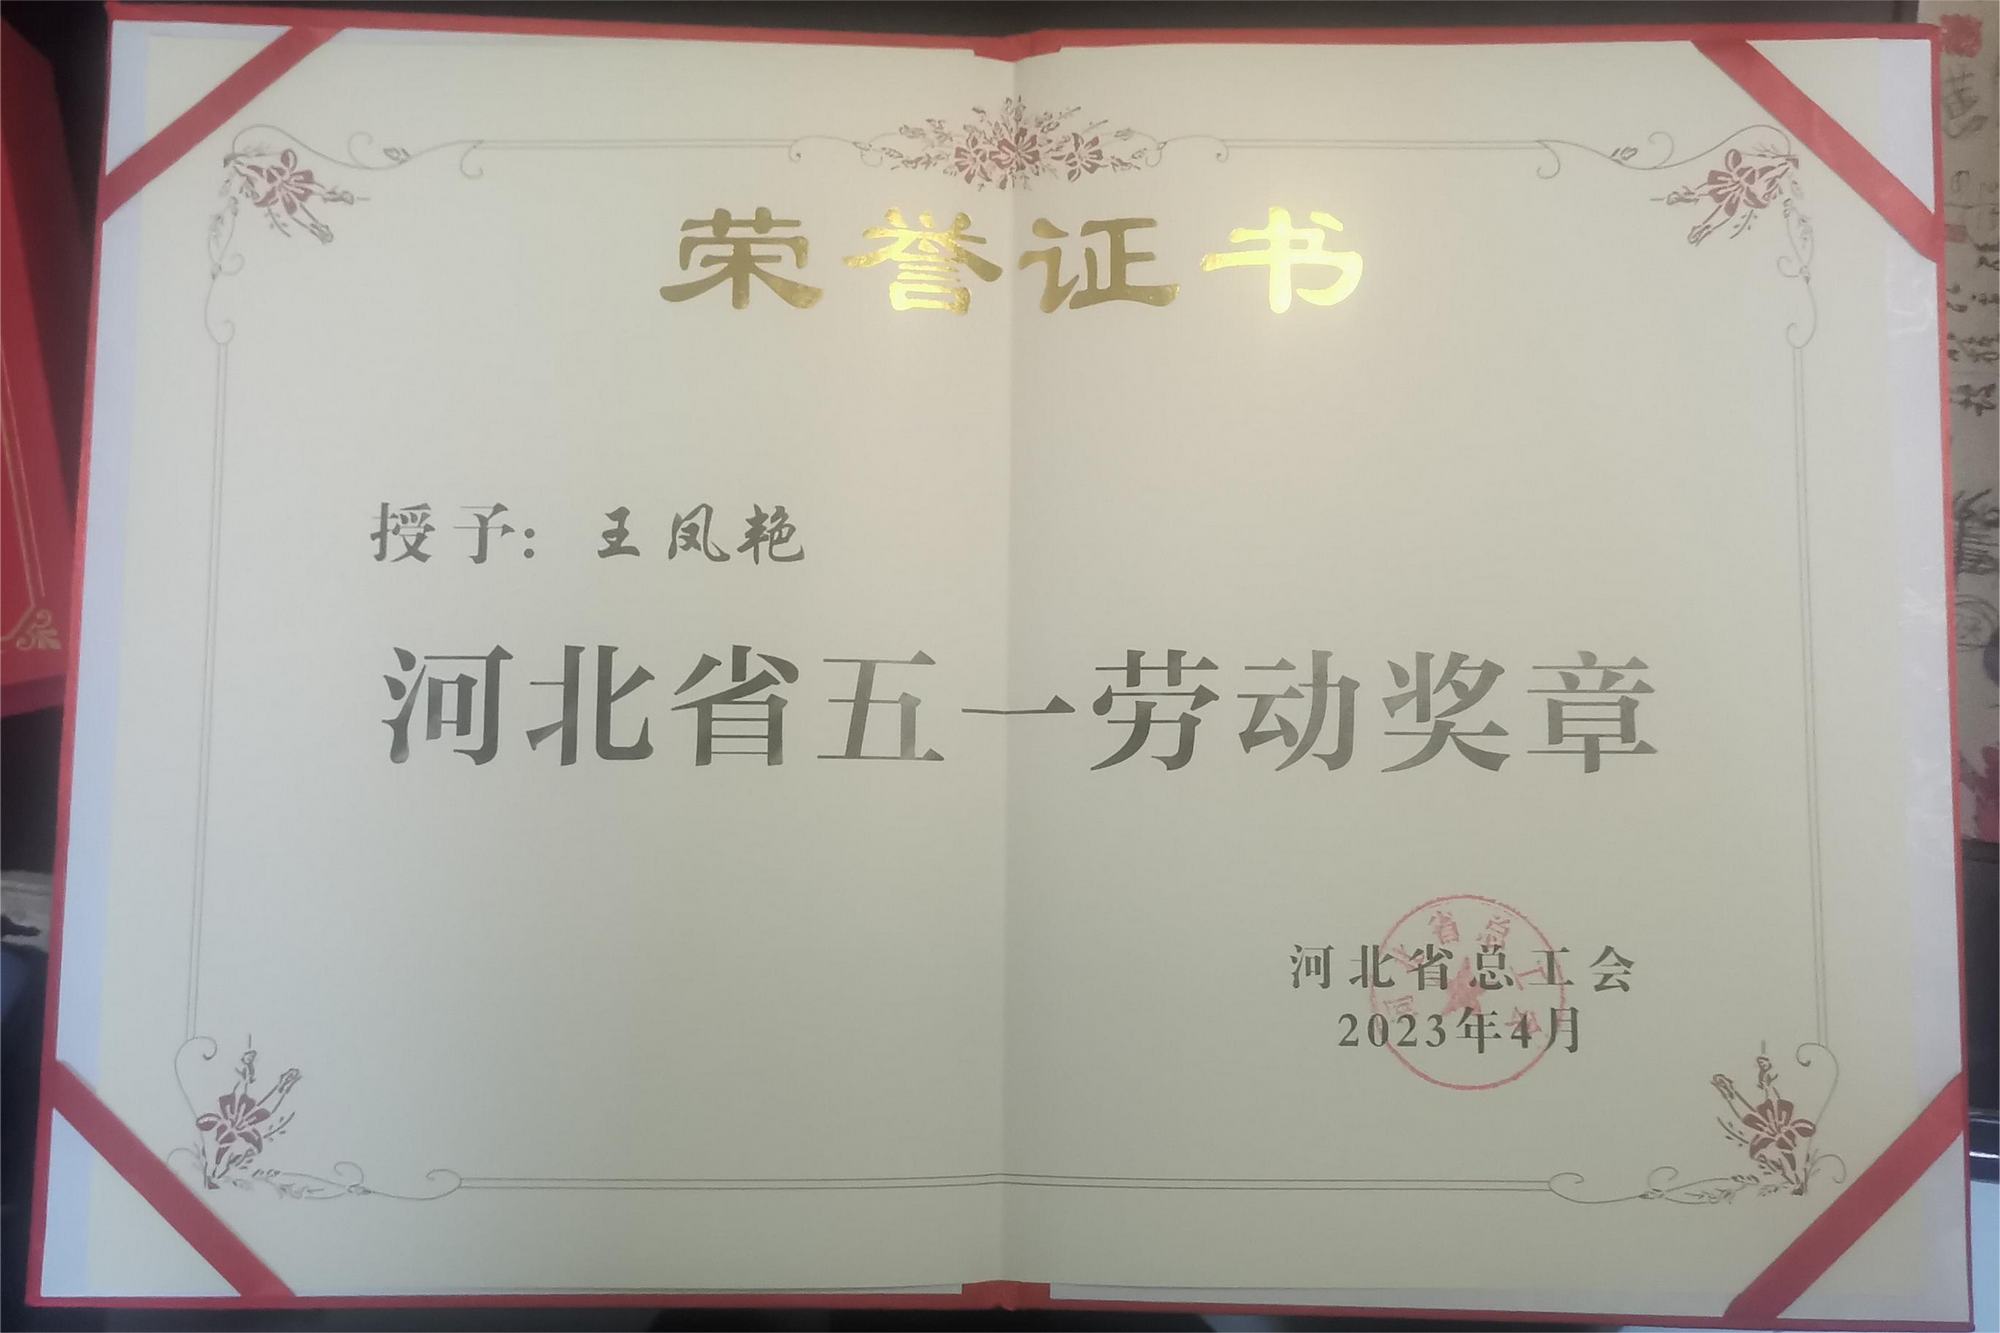 荣誉证书
授予：王凤艳
河北省五一劳动奖章
河北省总工会
2023年4月